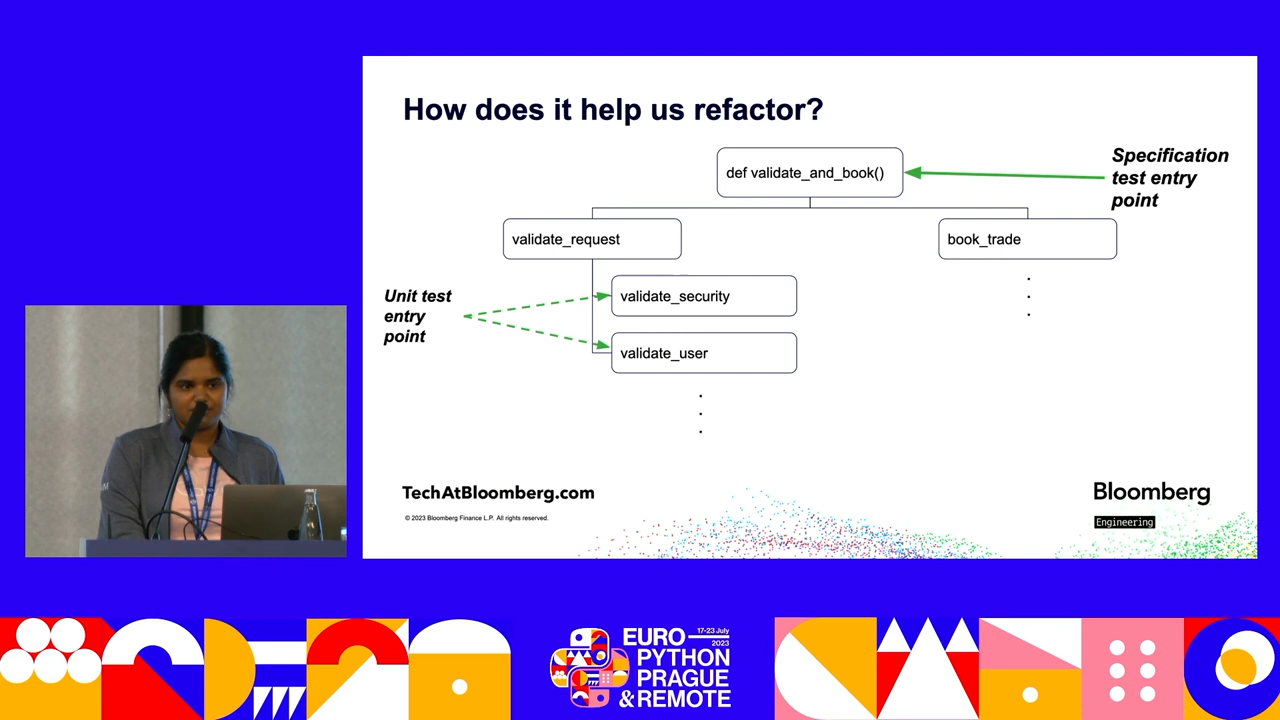 How does it help us refactor?
def validate_and_book()
Specification
test entry
point
validate_request
book_trade
Unit test
entry
point
validate_security
validate_user
TechAtBloomberg.com
© 2023 Bloomberg Finance L.P. All rights reserved.
Bloomberg
Engineering
17-23 July
2023
EURO
PYTHON
PRAGUE
& REMOTE